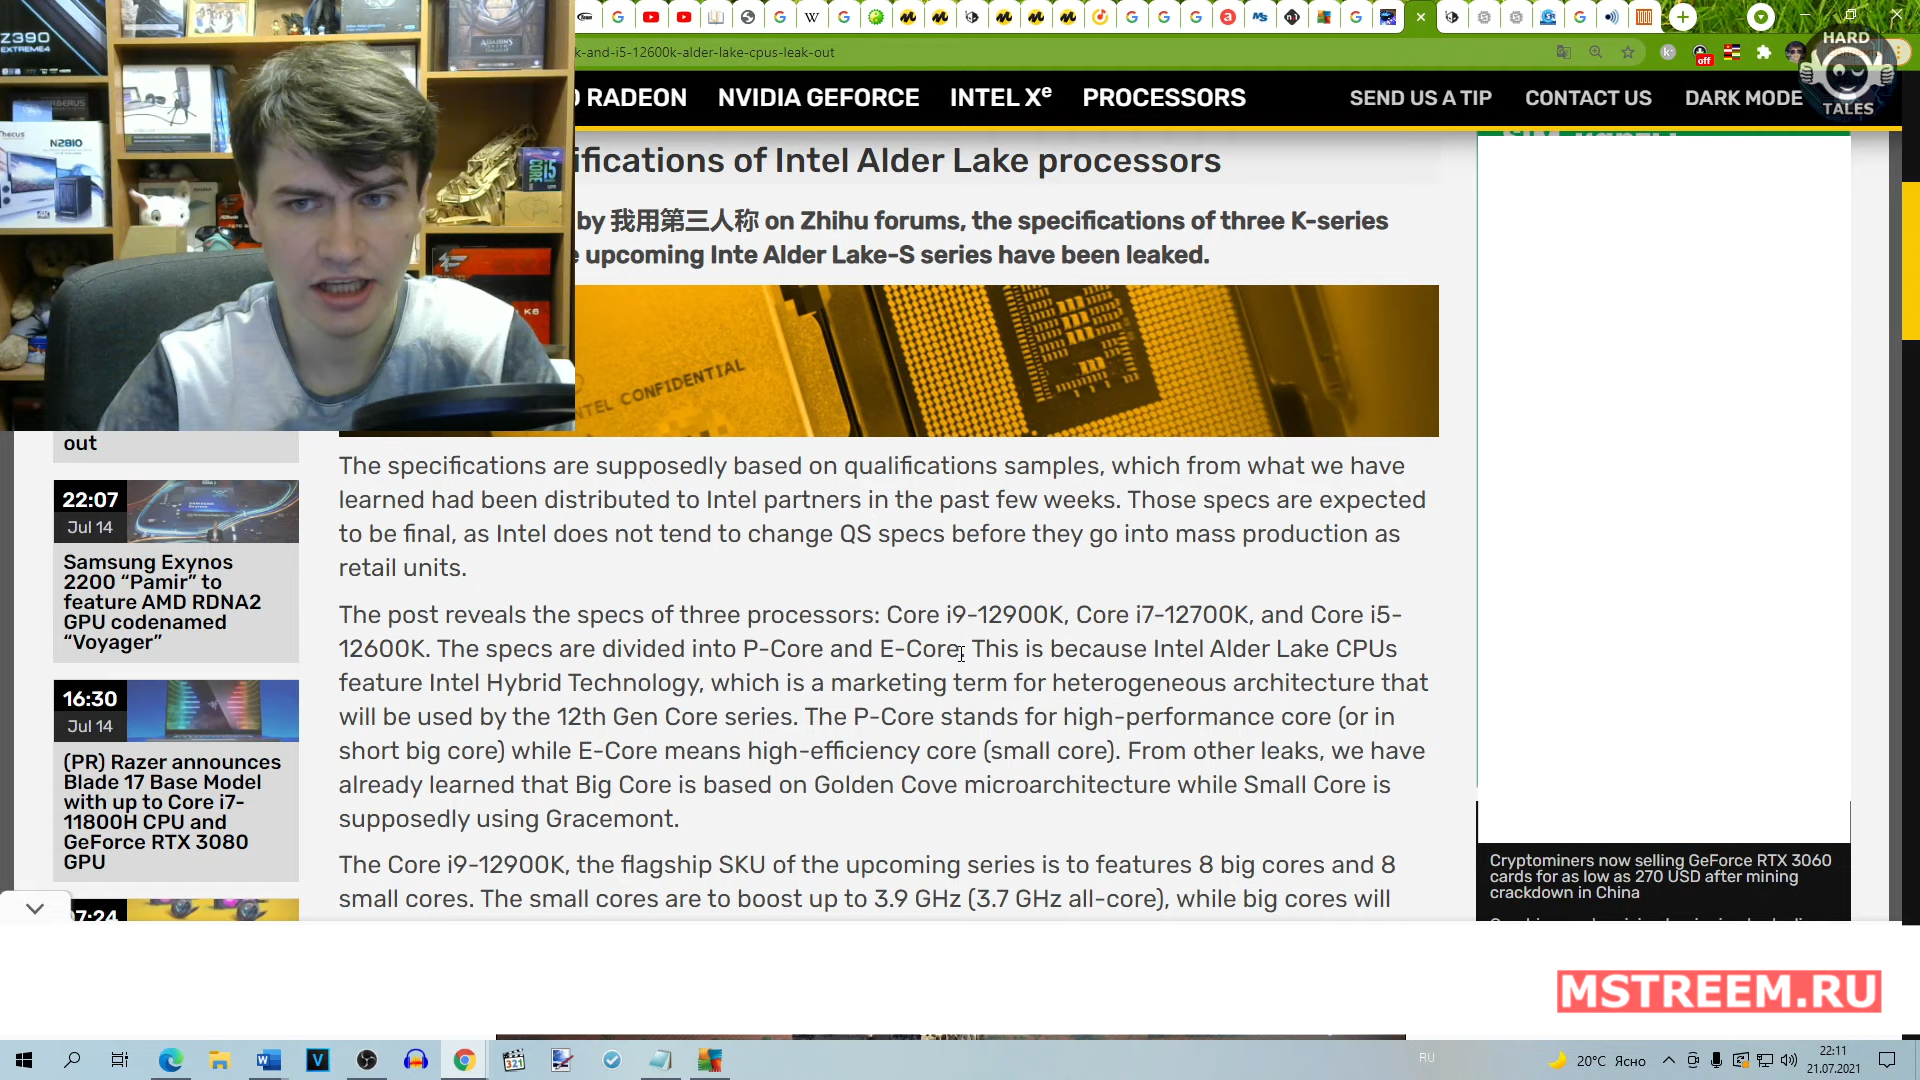 Z390
EXTREME4
N2810
CORE
i5
k-and-i5-12600k-alder-lake-cpus-leak-out
off
HARD
TALES
RADEON
NVIDIA GEFORCE
INTEL Xe
PROCESSORS
SEND US A TIP
CONTACT US
DARK MODE
ifications of Intel Alder Lake processors
by 我用第三人称 on Zhihu forums, the specifications of three K-series
e upcoming Inte Alder Lake-S series have been leaked.
INTEL CONFIDENTIAL
out
22:07
Jul 14
Samsung Exynos
2200 “Pamir” to
feature AMD RDNA2
GPU codenamed
“Voyager”
16:30
Jul 14
(PR) Razer announces
Blade 17 Base Model
with up to Core i7-
11800H CPU and
GeForce RTX 3080
GPU
07:24
The specifications are supposedly based on qualifications samples, which from what we have
learned had been distributed to Intel partners in the past few weeks. Those specs are expected
to be final, as Intel does not tend to change QS specs before they go into mass production as
retail units.
The post reveals the specs of three processors: Core i9-12900K, Core i7-12700K, and Core i5-
12600K. The specs are divided into P-Core and E-Core. This is because Intel Alder Lake CPUs
feature Intel Hybrid Technology, which is a marketing term for heterogeneous architecture that
will be used by the 12th Gen Core series. The P-Core stands for high-performance core (or in
short big core) while E-Core means high-efficiency core (small core). From other leaks, we have
already learned that Big Core is based on Golden Cove microarchitecture while Small Core is
supposedly using Gracemont.
The Core i9-12900K, the flagship SKU of the upcoming series is to features 8 big cores and 8
small cores. The small cores are to boost up to 3.9 GHz (3.7 GHz all-core), while big cores will
Cryptominers now selling GeForce RTX 3060
cards for as low as 270 USD after mining
crackdown in China
MSTREEM.RU
RU
20°C Ясно
22:11
21.07.2021